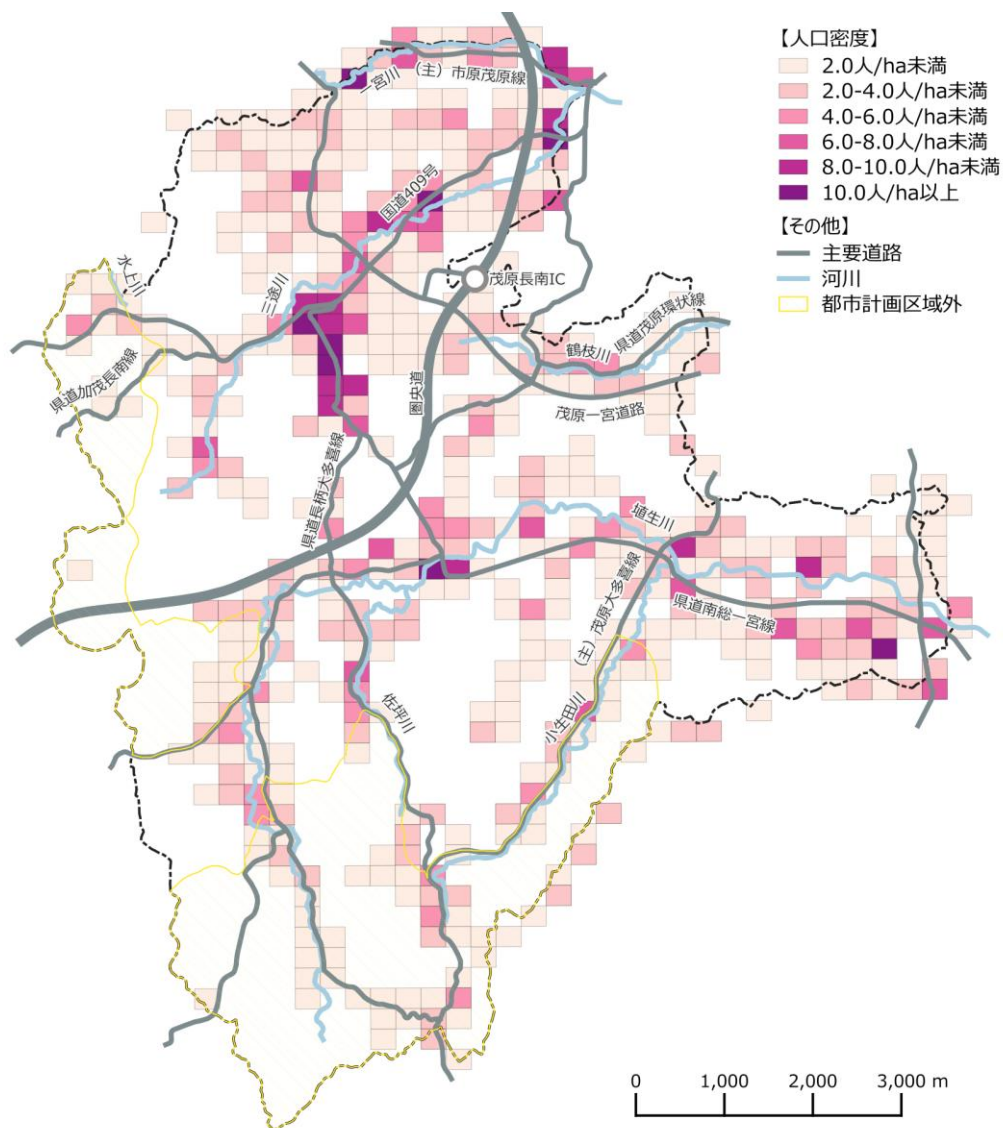 【人口密度】
2.0人/ha未満
2.0-4.0人/ha未満
4.0-6.0人/ha未満
6.0-8.0人/ha未満
8.0-10.0人/ha未満
10.0人/ha以上
【その他】
主要道路
河川
都市計画区域外
一宮川
(主)市原茂原線
国道409号
水上川
三途川
茂原長南IC
県道茂原環状線
鶴枝川
県道加茂長南線
圏央道
茂原一宮道路
県道長柄大多喜線
埴生川
(主)茂原大多喜線
県道南総一宮線
佐坪川
小生田川
0 1,000 2,000 3,000 m